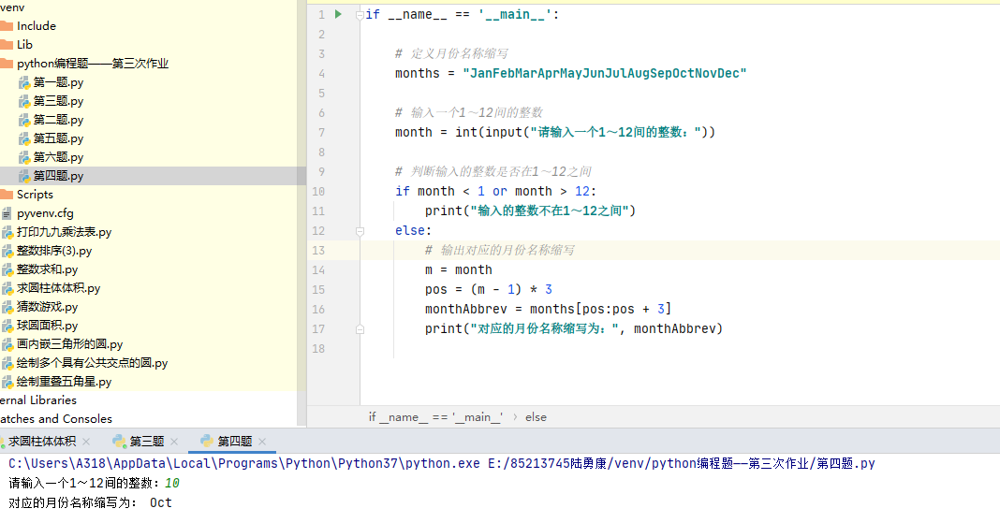 venv
Include
Lib
python编程题——第三次作业
第一题.py
第三题.py
第二题.py
第五题.py
第六题.py
第四题.py
Scripts
pyvenv.cfg
打印九九乘法表.py
整数排序(3).py
整数求和.py
求圆柱体体积.py
猜数游戏.py
球圆面积.py
画内嵌三角形的圆.py
绘制多个具有公共交点的圆.py
绘制重叠五角星.py
ernal Libraries
atches and Consoles
1 if __name__ == '__main__':
2
3 # 定义月份名称缩写
4 months = "JanFebMarAprMayJunJulAugSepOctNovDec"
5
6 # 输入一个1～12间的整数
7 month = int(input("请输入一个1～12间的整数："))
8
9 # 判断输入的整数是否在1～12之间
10 if month < 1 or month > 12:
11 print("输入的整数不在1～12之间")
12 else:
13 # 输出对应的月份名称缩写
14 m = month
15 pos = (m - 1) * 3
16 monthAbbrev = months[pos:pos + 3]
17 print("对应的月份名称缩写为：", monthAbbrev)
18
if __name__ == '__main__' › else
求圆柱体体积 × 第三题 × 第四题 ×
C:\Users\A318\AppData\Local\Programs\Python\Python37\python.exe E:/85213745陆勇康/venv/python编程题——第三次作业/第四题.py
请输入一个1～12间的整数：10
对应的月份名称缩写为： Oct